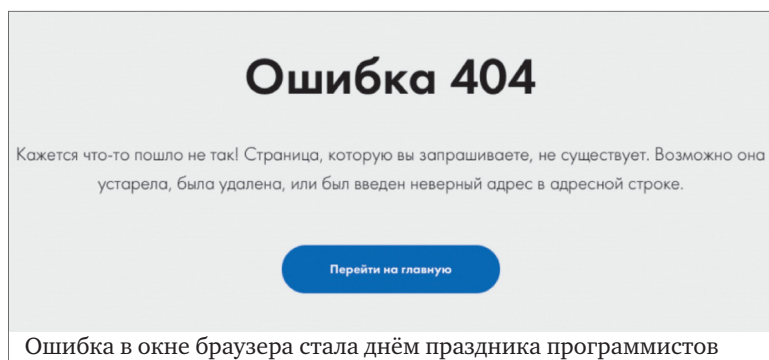 Ошибка 404
Кажется что-то пошло не так! Страница, которую вы запрашиваете, не существует. Возможно она
устарела, была удалена, или был введен неверный адрес в адресной строке.
Перейти на главную
Ошибка в окне браузера стала днём праздника программистов